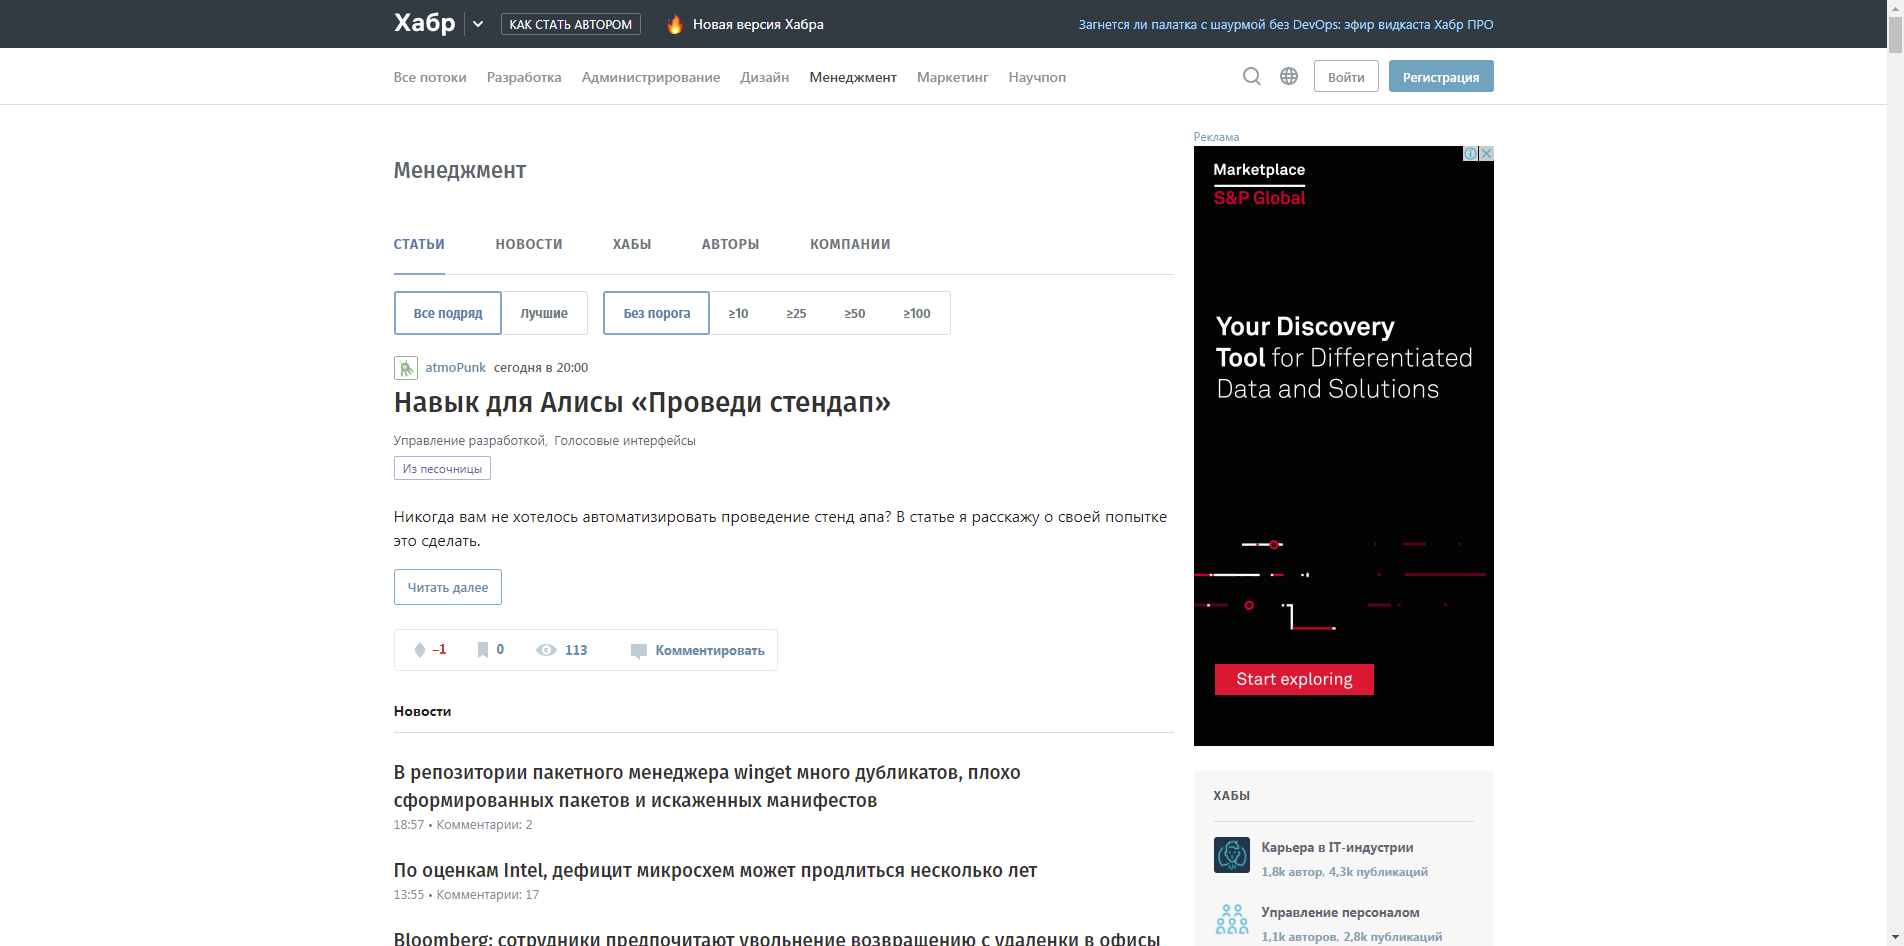 Хабр
КАК СТАТЬ АВТОРОМ
Новая версия Хабра
Загнется ли палатка с шаурмой без DevOps: эфир видкаста Хабр ПРО
Все потоки Разработка Администрирование Дизайн Менеджмент Маркетинг Научпоп
Войти
Регистрация
Менеджмент
СТАТЬИ НОВОСТИ ХАБЫ АВТОРЫ КОМПАНИИ
Все подряд Лучшие Без порога ≥10 ≥25 ≥50 ≥100
atmoPunk сегодня в 20:00
Навык для Алисы «Проведи стендап»
Управление разработкой, Голосовые интерфейсы
Из песочницы
Никогда вам не хотелось автоматизировать проведение стенд апа? В статье я расскажу о своей попытке
это сделать.
Читать далее
–1 0 113 Комментировать
Новости
В репозитории пакетного менеджера winget много дубликатов, плохо
сформированных пакетов и искаженных манифестов
18:57 • Комментарии: 2
По оценкам Intel, дефицит микросхем может продлиться несколько лет
13:55 • Комментарии: 17
Bloomberg: сотрудники предпочитают увольнение возвращению с удаленки в офисы
Реклама
Marketplace
S&P Global
Your Discovery
Tool for Differentiated
Data and Solutions
Start exploring
ХАБЫ
Карьера в IT-индустрии
1,8k автор, 4,3k публикаций
Управление персоналом
1,1k авторов, 2,8k публикаций